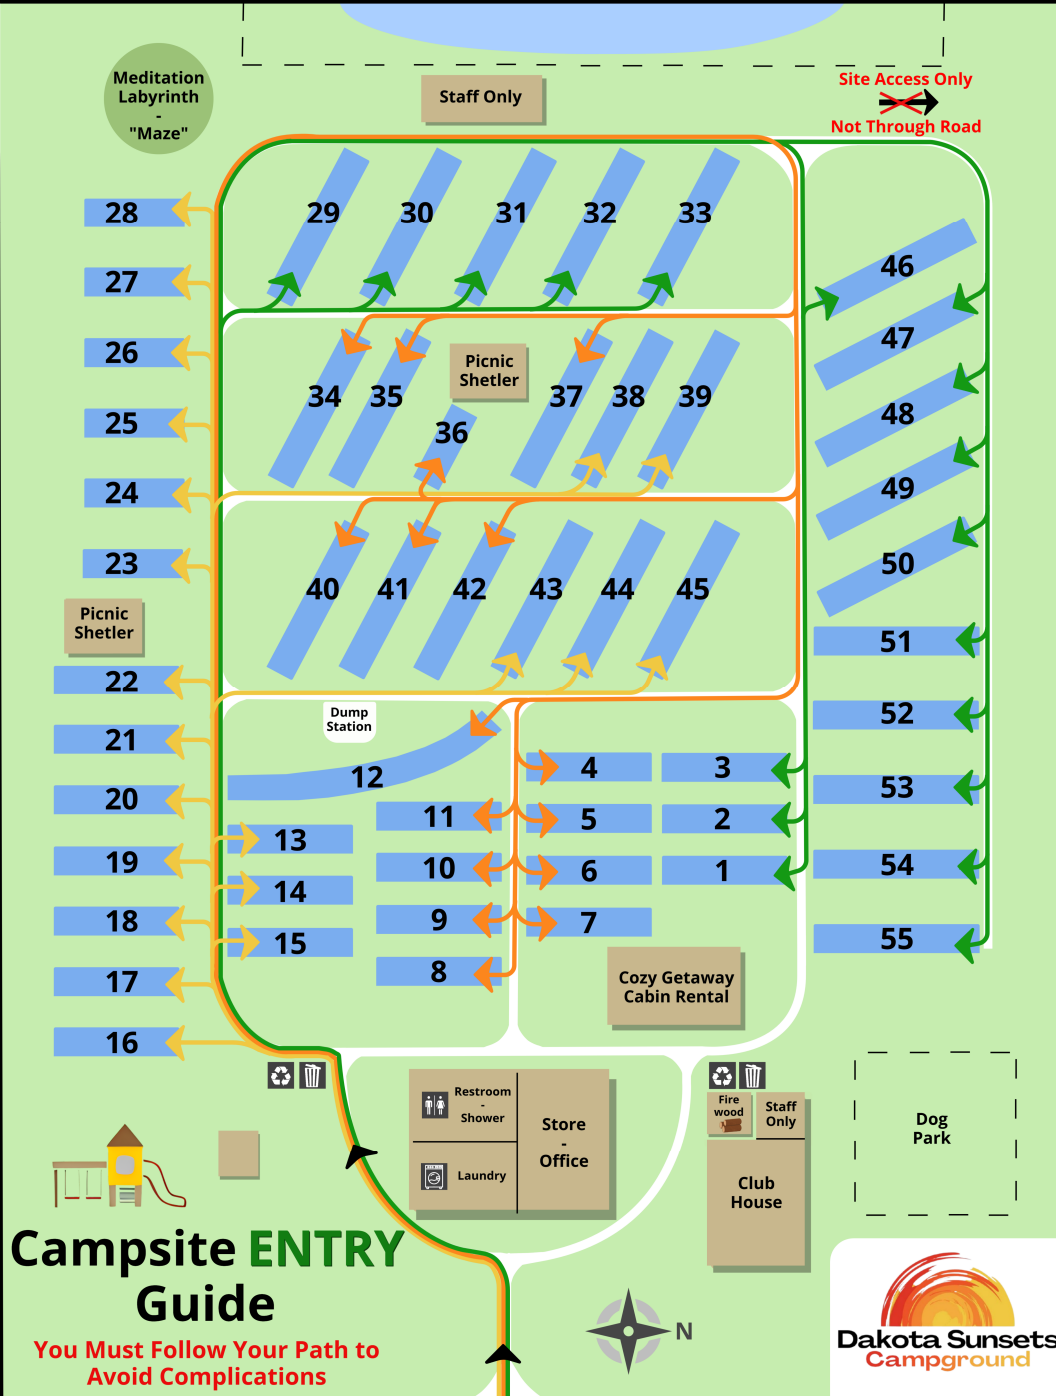 Meditation
Labyrinth
-
"Maze"
Staff Only
Site Access Only
Not Through Road
28
29
30
31
32
33
27
46
26
47
34
35
Picnic
Shetler
37
38
39
25
36
48
24
49
23
40
41
42
43
44
45
50
Picnic
Shetler
51
22
Dump
Station
52
21
12
4
3
20
53
11
5
2
13
19
10
6
1
54
14
18
9
7
15
55
17
8
Cozy Getaway
Cabin Rental
16
Restroom
-
Shower
Store
-
Office
Laundry
Fire
wood
Staff
Only
Club
House
Dog
Park
Campsite ENTRY
Guide
You Must Follow Your Path to
Avoid Complications
N
Dakota Sunsets
Campground